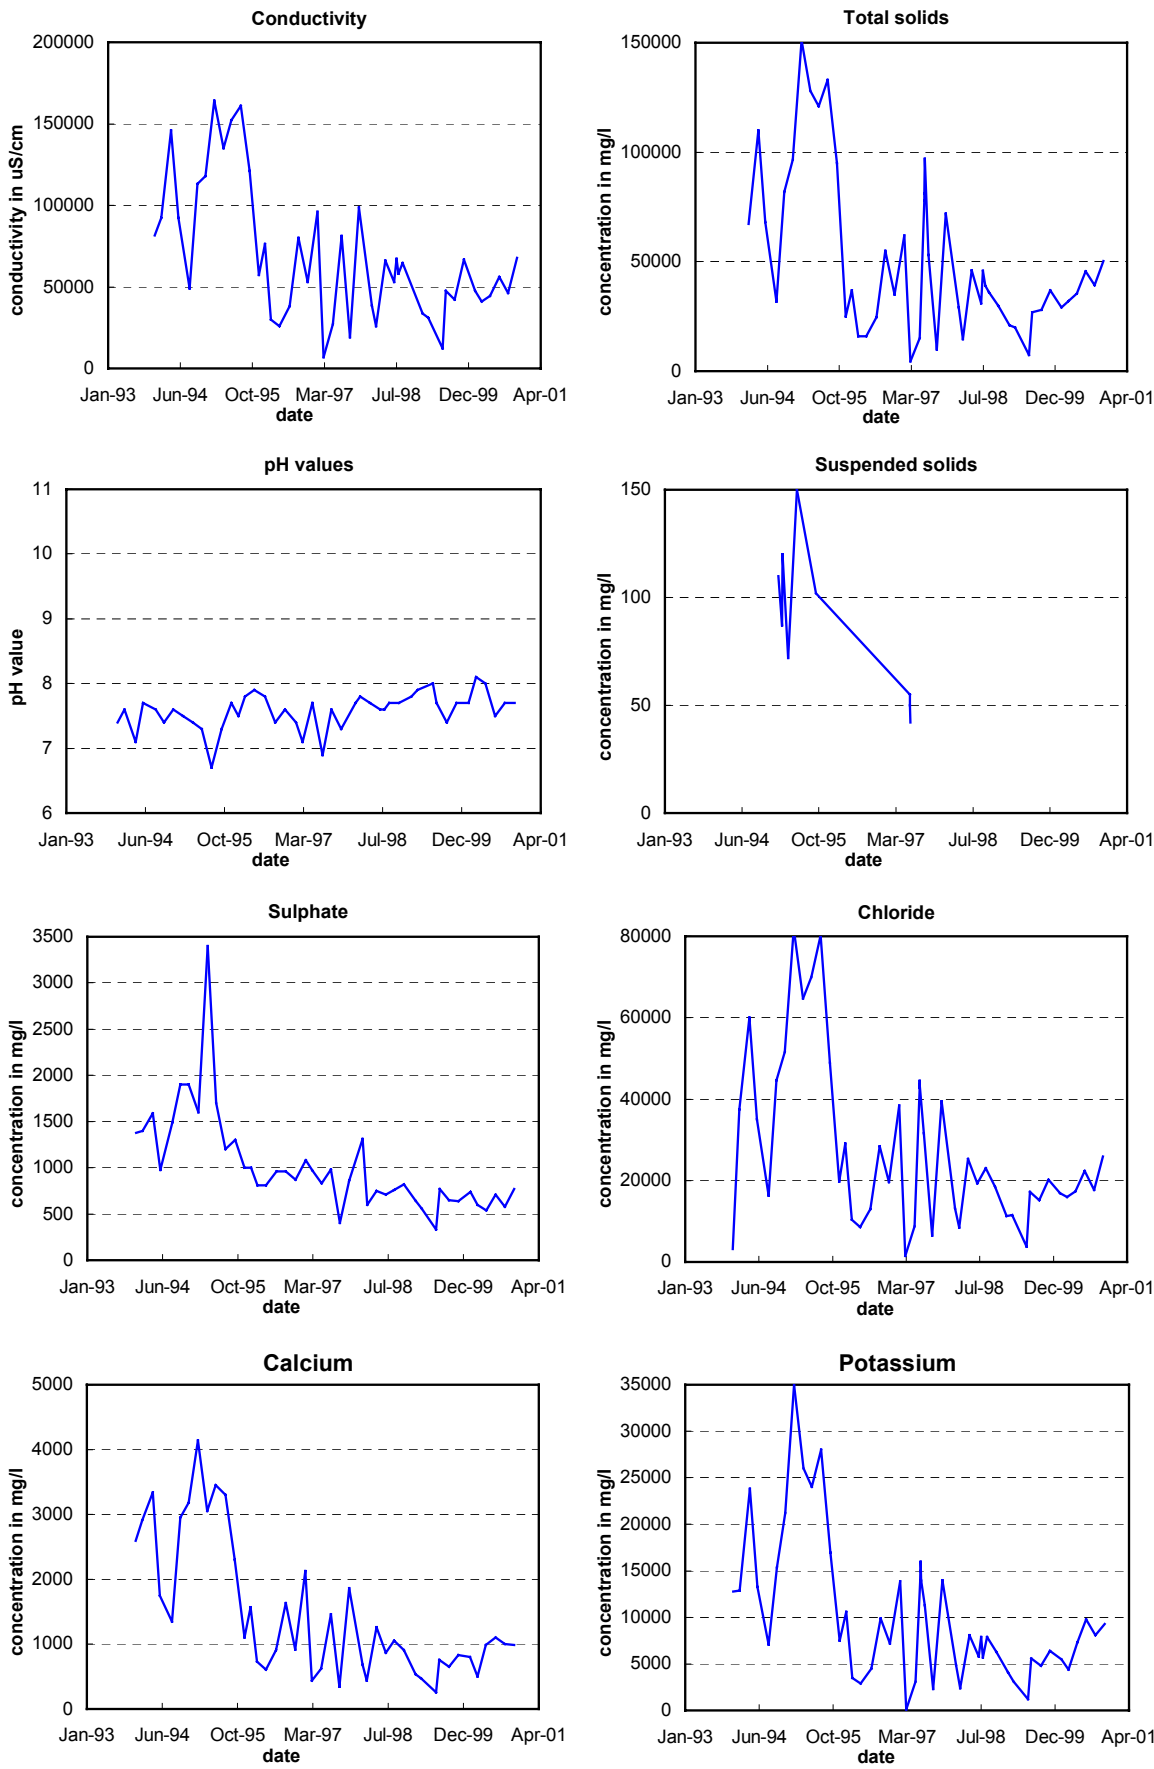 Conductivity
200000
150000
100000
50000
0
conductivity in uS/cm
Jan-93 Jun-94 Oct-95 Mar-97 Jul-98 Dec-99 Apr-01
date
Total solids
150000
100000
50000
0
concentration in mg/l
Jan-93 Jun-94 Oct-95 Mar-97 Jul-98 Dec-99 Apr-01
date
pH values
11
10
9
8
7
6
pH value
Jan-93 Jun-94 Oct-95 Mar-97 Jul-98 Dec-99 Apr-01
date
Suspended solids
150
100
50
0
concentration in mg/l
Jan-93 Jun-94 Oct-95 Mar-97 Jul-98 Dec-99 Apr-01
date
Sulphate
3500
3000
2500
2000
1500
1000
500
0
concentration in mg/l
Jan-93 Jun-94 Oct-95 Mar-97 Jul-98 Dec-99 Apr-01
date
Chloride
80000
60000
40000
20000
0
concentration in mg/l
Jan-93 Jun-94 Oct-95 Mar-97 Jul-98 Dec-99 Apr-01
date
Calcium
5000
4000
3000
2000
1000
0
concentration in mg/l
Jan-93 Jun-94 Oct-95 Mar-97 Jul-98 Dec-99 Apr-01
date
Potassium
35000
30000
25000
20000
15000
10000
5000
0
concentration in mg/l
Jan-93 Jun-94 Oct-95 Mar-97 Jul-98 Dec-99 Apr-01
date